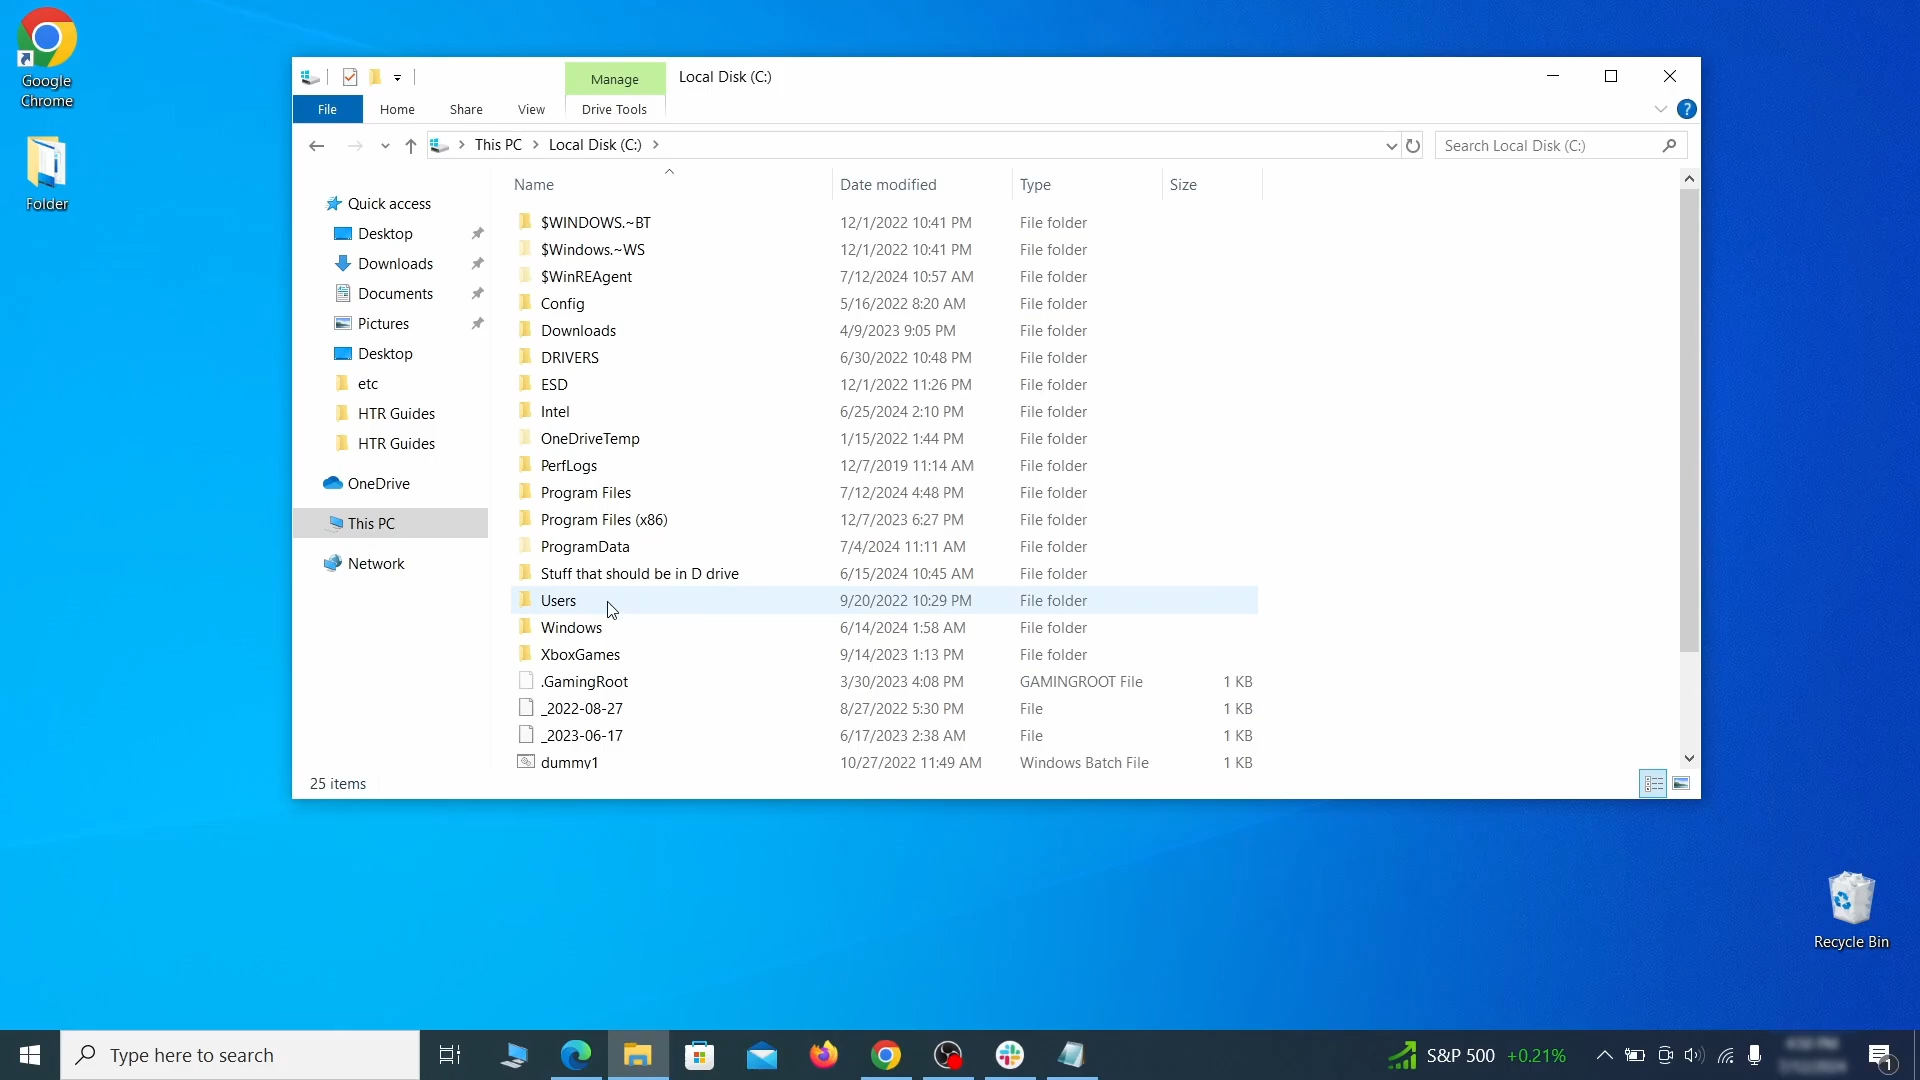 Google
Chrome
Folder
Manage
Local Disk (C:)
File
Home
Share
View
Drive Tools
?
This PC
Local Disk (C:)
Search Local Disk (C:)
Quick access
Desktop
Downloads
Documents
Pictures
Desktop
etc
HTR Guides
HTR Guides
OneDrive
This PC
Network
Name Date modified Type Size
$WINDOWS.~BT 12/1/2022 10:41 PM File folder
$Windows.~WS 12/1/2022 10:41 PM File folder
$WinREAgent 7/12/2024 10:57 AM File folder
Config 5/16/2022 8:20 AM File folder
Downloads 4/9/2023 9:05 PM File folder
DRIVERS 6/30/2022 10:48 PM File folder
ESD 12/1/2022 11:26 PM File folder
Intel 6/25/2024 2:10 PM File folder
OneDriveTemp 1/15/2022 1:44 PM File folder
PerfLogs 12/7/2019 11:14 AM File folder
Program Files 7/12/2024 4:48 PM File folder
Program Files (x86) 12/7/2023 6:27 PM File folder
ProgramData 7/4/2024 11:11 AM File folder
Stuff that should be in D drive 6/15/2024 10:45 AM File folder
Users 9/20/2022 10:29 PM File folder
Windows 6/14/2024 1:58 AM File folder
XboxGames 9/14/2023 1:13 PM File folder
.GamingRoot 3/30/2023 4:08 PM GAMINGROOT File 1 KB
_2022-08-27 8/27/2022 5:30 PM File 1 KB
_2023-06-17 6/17/2023 2:38 AM File 1 KB
dummy1 10/27/2022 11:49 AM Windows Batch File 1 KB
25 items
Recycle Bin
Type here to search
S&P 500 +0.21%
1